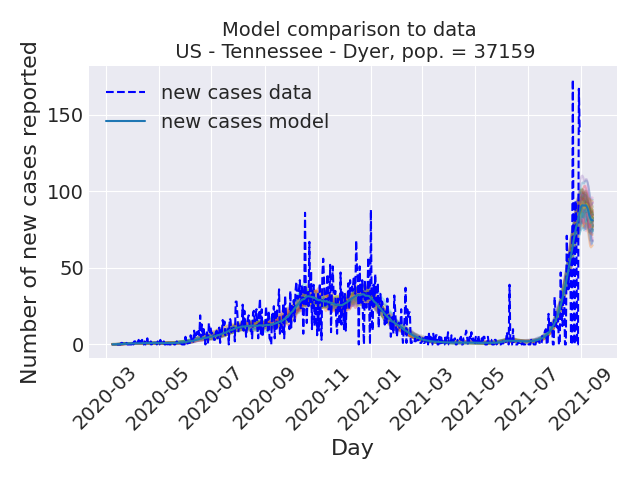 Model comparison to data
US - Tennessee - Dyer, pop. = 37159
Number of new cases reported
150
100
50
0
new cases data
new cases model
2020-03
2020-05
2020-07
2020-09
2020-11
2021-01
2021-03
2021-05
2021-07
2021-09
Day